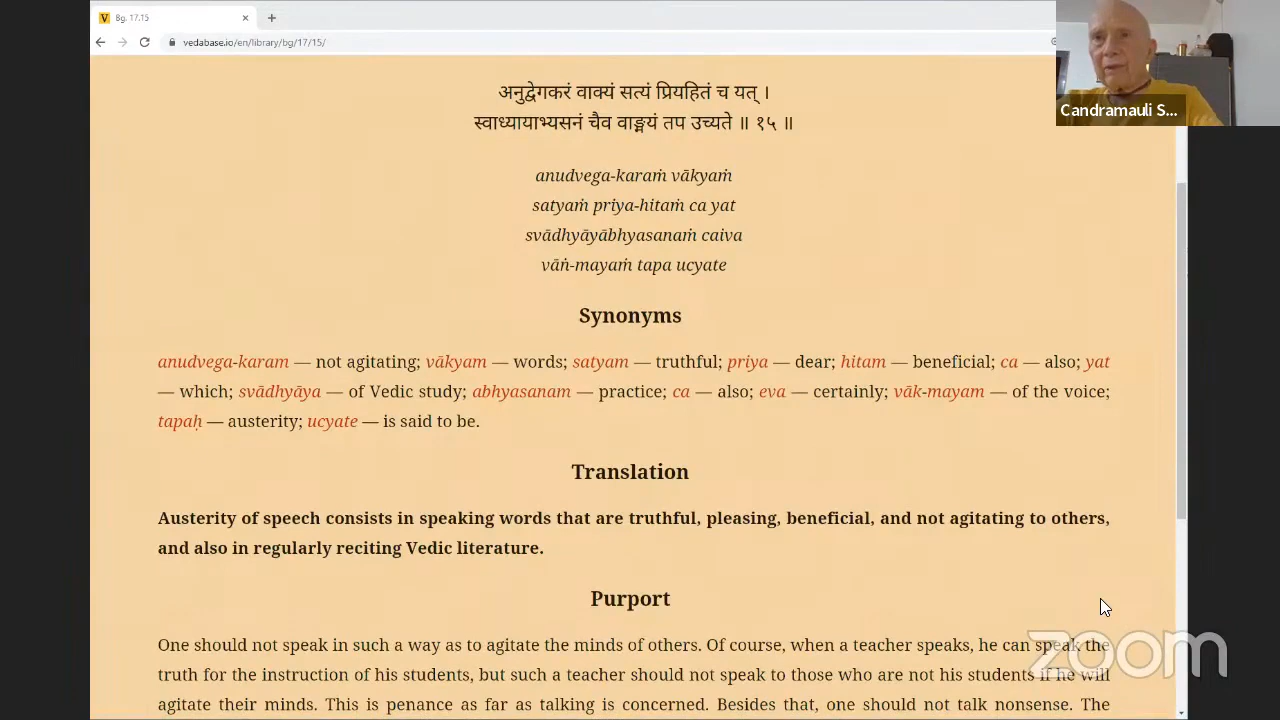 Bg. 17.15
vedabase.io/en/library/bg/17/15/
Candramauli S...
अनुद्वेगकरं वाक्यं सत्यं प्रियहितं च यत् ।
स्वाध्यायाभ्यसनं चैव वाङ्मयं तप उच्यते ॥ १५ ॥
anudvega-karaṁ vākyaṁ
satyaṁ priya-hitaṁ ca yat
svādhyāyābhyasanaṁ caiva
vāṅ-mayaṁ tapa ucyate
Synonyms
anudvega-karam — not agitating; vākyam — words; satyam — truthful; priya — dear; hitam — beneficial; ca — also; yat
— which; svādhyāya — of Vedic study; abhyasanam — practice; ca — also; eva — certainly; vāk-mayam — of the voice;
tapaḥ — austerity; ucyate — is said to be.
Translation
Austerity of speech consists in speaking words that are truthful, pleasing, beneficial, and not agitating to others,
and also in regularly reciting Vedic literature.
Purport
One should not speak in such a way as to agitate the minds of others. Of course, when a teacher speaks, he can speak the
truth for the instruction of his students, but such a teacher should not speak to those who are not his students if he will
agitate their minds. This is penance as far as talking is concerned. Besides that, one should not talk nonsense. The
zoom